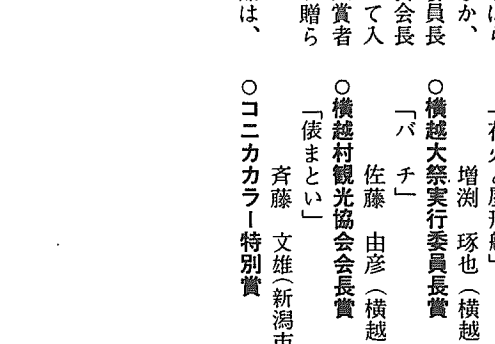 か、
員長
会長
て入
賞者
贈ら
は、
増渕 琢也(横越
○横越大祭実行委員長賞
「バ チ」
佐藤 由彦(横越
○横越村観光協会会長賞
「俵まとい」
斉藤 文雄(新潟市
○コニカカラー特別賞